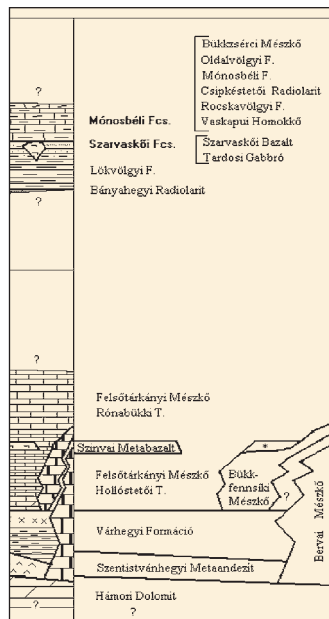 Bükkzsérci Mészkő
Oldalvölgyi F.
Mónosbéli F.
Csipkéstetői Radiolarit
Rocskavölgyi F.
Vaskapui Homokkő
?
Mónosbéli Fcs.
Szarvaskői Fcs.
Szarvaskői Bazalt
Tardosi Gabbró
Lökvölgyi F.
Bányahegyi Radiolarit
?
?
Felsőtárkányi Mészkő
Rónabükki T.
Szinvai Metabazalt
*
Felsőtárkányi Mészkő
Hollóstetői T.
Bükk-
fennsíki
Mészkő
?
Bervai Mészkő
Várhegyi Formáció
Szentistvánhegyi Metaandezit
Hámori Dolomit
?
?